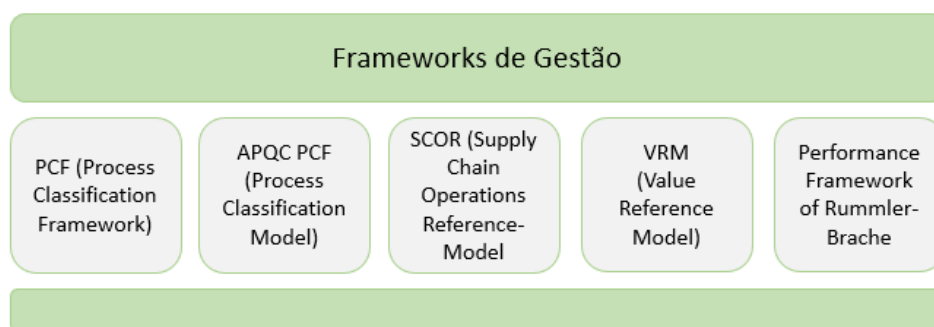 Frameworks de Gestão
PCF (Process
Classification
Framework)
APQC PCF
(Process
Classification
Model)
SCOR (Supply
Chain
Operations
Reference-
Model
VRM
(Value
Reference
Model)
Performance
Framework
of Rummler-
Brache